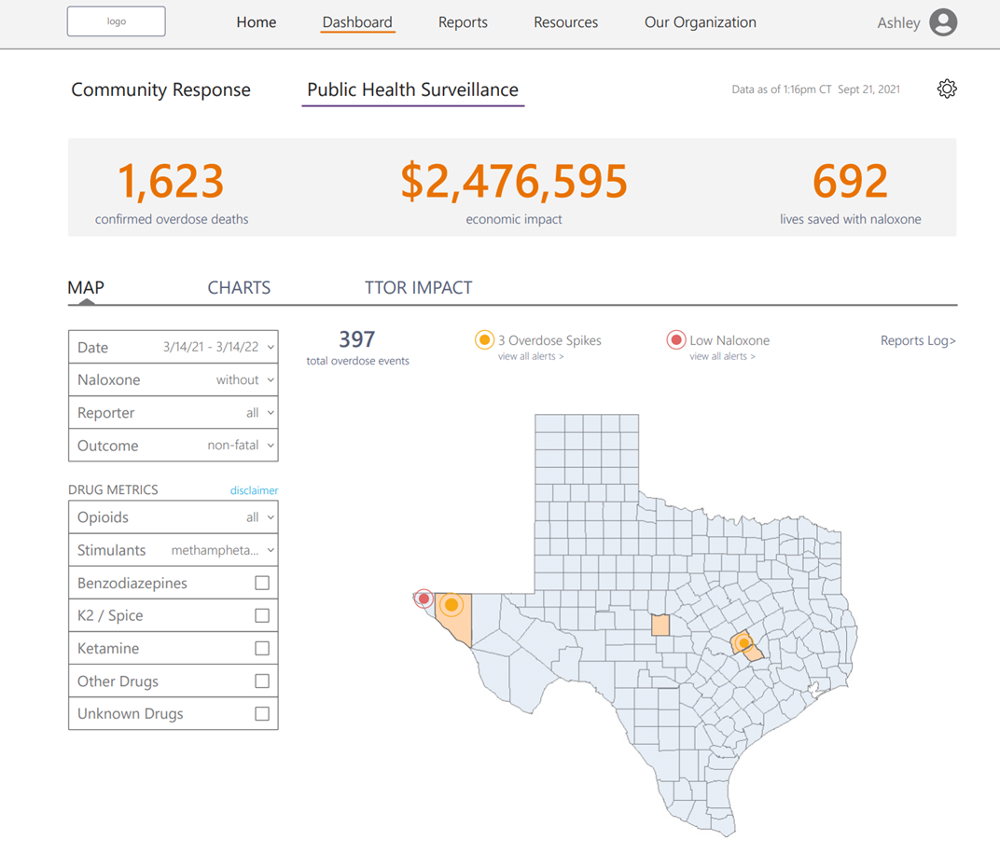 logo
Home
Dashboard
Reports
Resources
Our Organization
Ashley
Community Response
Public Health Surveillance
Data as of 1:16pm CT Sept 21, 2021
1,623
confirmed overdose deaths
$2,476,595
economic impact
692
lives saved with naloxone
MAP
CHARTS
TTOR IMPACT
Date 3/14/21 - 3/14/22
Naloxone without
Reporter all
Outcome non-fatal
397
total overdose events
3 Overdose Spikes
view all alerts >
Low Naloxone
view all alerts >
Reports Log>
DRUG METRICS disclaimer
Opioids all
Stimulants methampheta...
Benzodiazepines
K2 / Spice
Ketamine
Other Drugs
Unknown Drugs